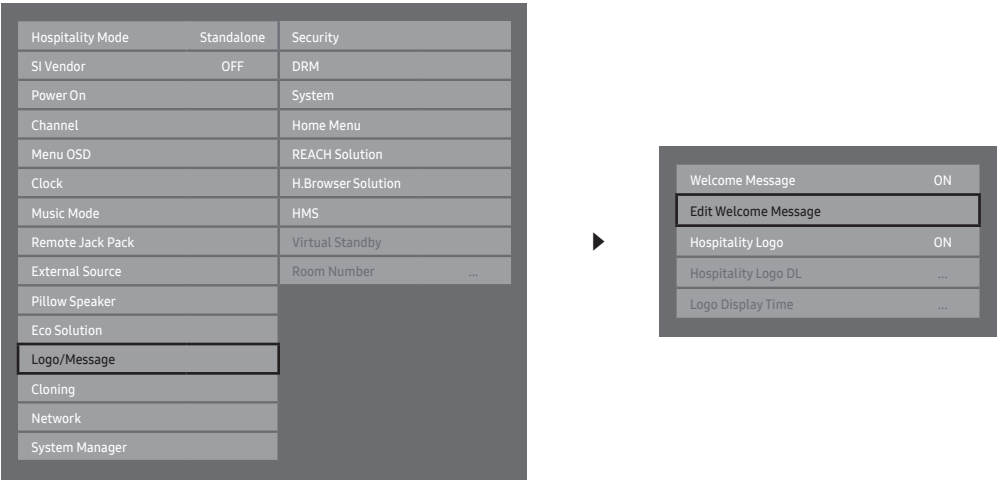 Hospitality Mode Standalone
SI Vendor OFF
Power On
Channel
Menu OSD
Clock
Music Mode
Remote Jack Pack
External Source
Pillow Speaker
Eco Solution
Logo/Message
Cloning
Network
System Manager
Security
DRM
System
Home Menu
REACH Solution
H.Browser Solution
HMS
Virtual Standby
Room Number ...
Welcome Message ON
Edit Welcome Message
Hospitality Logo ON
Hospitality Logo DL ...
Logo Display Time ...